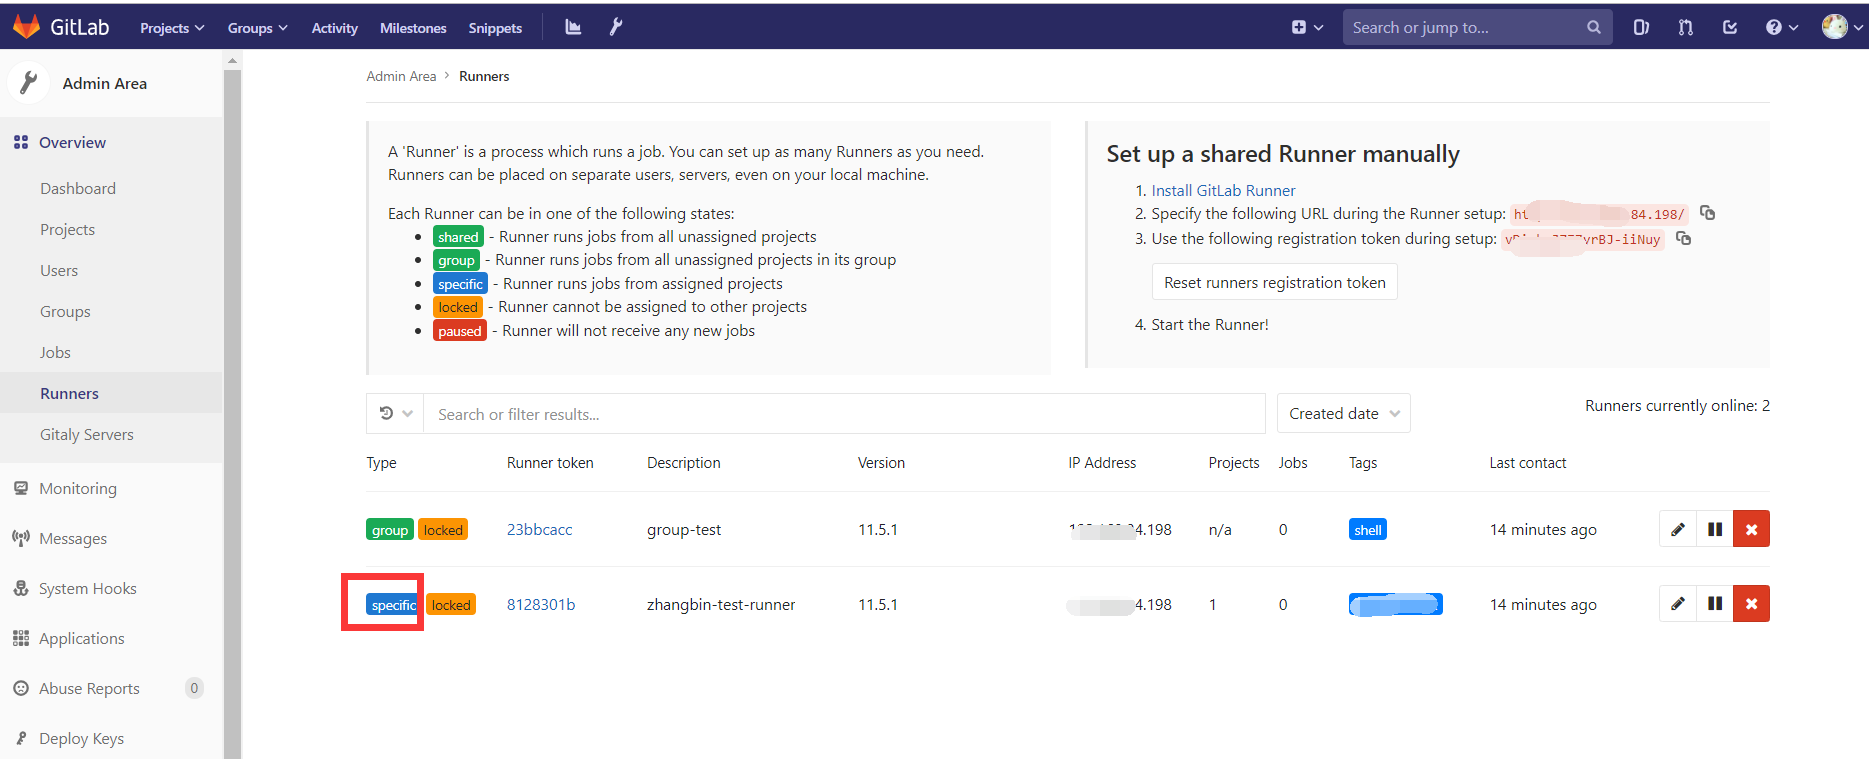 GitLab Projects Groups Activity Milestones Snippets Search or jump to...
Admin Area
Overview
Dashboard
Projects
Users
Groups
Jobs
Runners
Gitaly Servers
Monitoring
Messages
System Hooks
Applications
Abuse Reports 0
Deploy Keys
Admin Area > Runners
A 'Runner' is a process which runs a job. You can set up as many Runners as you need.
Runners can be placed on separate users, servers, even on your local machine.
Each Runner can be in one of the following states:
shared - Runner runs jobs from all unassigned projects
group - Runner runs jobs from all unassigned projects in its group
specific - Runner runs jobs from assigned projects
locked - Runner cannot be assigned to other projects
paused - Runner will not receive any new jobs
Set up a shared Runner manually
1. Install GitLab Runner
2. Specify the following URL during the Runner setup: 84.198/
3. Use the following registration token during setup: yrBJ-iiNuy
Reset runners registration token
4. Start the Runner!
Search or filter results... Created date Runners currently online: 2
Type Runner token Description Version IP Address Projects Jobs Tags Last contact
group locked 23bbcacc group-test 11.5.1 4.198 n/a 0 shell 14 minutes ago
specific locked 8128301b zhangbin-test-runner 11.5.1 4.198 1 0 14 minutes ago